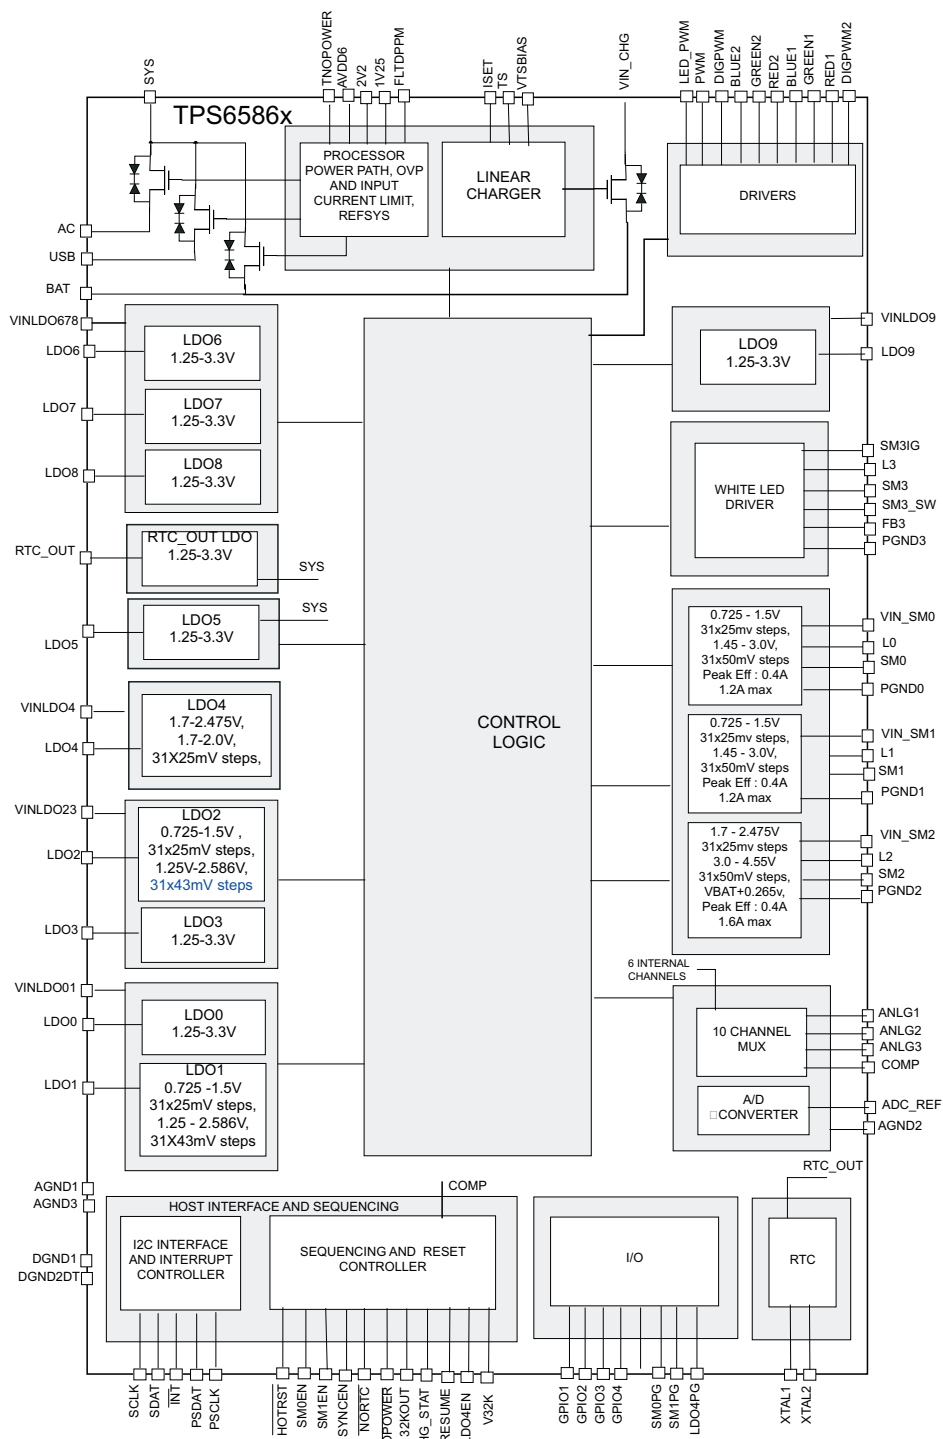 SYS
TNOPOWER
AVDD6
2V2
1V25
FLTDPPM
ISET
TS
VTSBIAS
VIN_CHG
LED_PWM
PWM
DIGPWM
BLUE2
GREEN2
RED2
BLUE1
GREEN1
RED1
DIGPWM2
TPS6586x
PROCESSOR
POWER PATH, OVP
AND INPUT
CURRENT LIMIT,
REFSYS
LINEAR
CHARGER
DRIVERS
AC
USB
BAT
VINLDO678
LDO6
LDO6
1.25-3.3V
LDO7
LDO7
1.25-3.3V
LDO8
LDO8
1.25-3.3V
RTC_OUT
RTC_OUT LDO
1.25-3.3V
SYS
SYS
LDO5
LDO5
1.25-3.3V
VINLDO4
LDO4
LDO4
1.7-2.475V,
1.7-2.0V,
31X25mV steps,
VINLDO23
LDO2
LDO2
0.725-1.5V ,
31x25mV steps,
1.25V-2.586V,
31x43mV steps
LDO3
LDO3
1.25-3.3V
VINLDO01
LDO0
LDO0
1.25-3.3V
LDO1
LDO1
0.725 -1.5V
31x25mV steps,
1.25 - 2.586V,
31X43mV steps
CONTROL
LOGIC
VINLDO9
LDO9
LDO9
1.25-3.3V
WHITE LED
DRIVER
SM3IG
L3
SM3
SM3_SW
FB3
PGND3
0.725 - 1.5V
31x25mv steps,
1.45 - 3.0V,
31x50mV steps
Peak Eff : 0.4A
1.2A max
VIN_SM0
L0
SM0
PGND0
0.725 - 1.5V
31x25mv steps,
1.45 - 3.0V,
31x50mV steps
Peak Eff : 0.4A
1.2A max
VIN_SM1
L1
SM1
PGND1
1.7 - 2.475V
31x25mv steps
3.0 - 4.55V
31x50mV steps,
VBAT+0.265v,
Peak Eff : 0.4A
1.6A max
VIN_SM2
L2
SM2
PGND2
6 INTERNAL
CHANNELS
10 CHANNEL
MUX
ANLG1
ANLG2
ANLG3
COMP
A/D
CONVERTER
ADC_REF
AGND2
AGND1
AGND3
DGND1
DGND2DT
COMP
HOST INTERFACE AND SEQUENCING
I2C INTERFACE
AND INTERRUPT
CONTROLLER
SEQUENCING AND RESET
CONTROLLER
I/O
RTC_OUT
RTC
SCLK
SDAT
INT
PSDAT
PSCLK
HOTRST
SM0EN
SM1EN
SYNCEN
NORTC
OPOWER
32KOUT
HG_STAT
RESUME
LDO4EN
V32K
GPIO1
GPIO2
GPIO3
GPIO4
SM0PG
SM1PG
LDO4PG
XTAL1
XTAL2